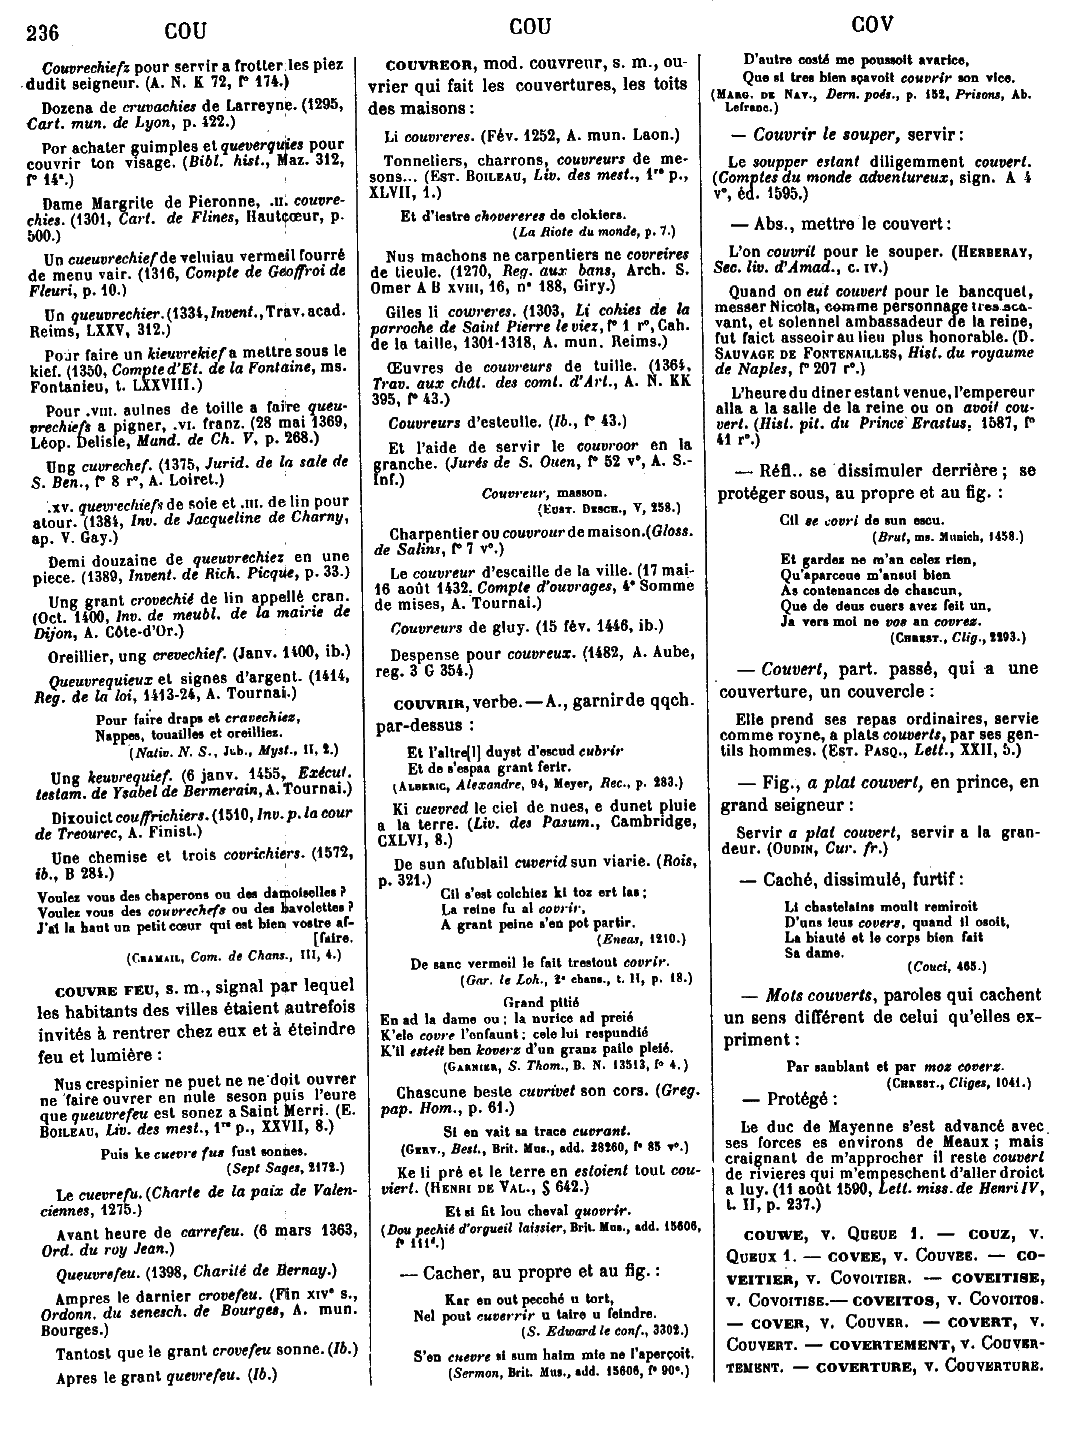 236 COU COU COV
Couvrechiefz pour servir a frotter les piez
dudit seigneur. (A. N. K 72, f° 174.)
Dozena de cruvachies de Larreyne. (1295,
Cart. mun. de Lyon, p. 422.)
Por achater guimples et queverquies pour
couvrir ton visage. (Bibl. hist., Maz. 312,
f° 14ª.)
Dame Margrite de Pieronne, .II. couvre-
chies. (1301, Cart. de Flines, Hautcœur, p.
500.)
Un cueuvrechief de veluiau vermeil fourré
de menu vair. (1316, Compte de Geoffroi de
Fleuri, p. 10.)
Un queuvrechier. (1334, Invent., Trav. acad.
Reims, LXXV, 312.)
Pour faire un kieuvrekief a mettre sous le
kief. (1350, Compte d'Et. de la Fontaine, ms.
Fontanieu, t. LXXVIII.)
Pour .VIII. aulnes de toille a faire queu-
vrechiefs a pigner, .VI. franz. (28 mai 1369,
Léop. Delisle, Mand. de Ch. V, p. 268.)
Ung cuvrechef. (1375, Jurid. de la sale de
S. Ben., f° 8 r°, A. Loiret.)
.XV. quevrechiefs de soie et .III. de lin pour
atour. (1384, Inv. de Jacqueline de Charny,
ap. V. Gay.)
Demi douzaine de queuvrechiez en une
piece. (1389, Invent. de Rich. Picque, p. 33.)
Ung grant crovechié de lin appellé cran.
(Oct. 1400, Inv. de meubl. de la mairie de
Dijon, A. Côte-d'Or.)
Oreillier, ung crevechief. (Janv. 1400, ib.)
Queuvrequieux et signes d'argent. (1414,
Reg. de la loi, 1413-24, A. Tournai.)
Pour faire draps et cravechiez,
Nappes, touailles et oreilliez.
(Nativ. N. S., Jub., Myst., II, 2.)
Ung keuvrequief. (6 janv. 1455, Exécut.
testam. de Ysabel de Bermerain, A. Tournai.)
Dixouict couffrichiers. (1510, Inv. p. la cour
de Treourec, A. Finist.)
Une chemise et trois covrichiers. (1572,
ib., B 284.)
Voulez vous des chaperons ou des damoiselles ?
Voulez vous des couvrechefs ou des bavolettes ?
J'ai la haut un petit cœur qui est bien vostre af-
[faire.
(CRAMAIL, Com. de Chans., III, 4.)
COUVRE FEU, s. m., signal par lequel
les habitants des villes étaient autrefois
invités à rentrer chez eux et à éteindre
feu et lumière :
Nus crespinier ne puet ne ne doit ouvrer
ne faire ouvrer en nule seson puis l'eure
que queuvrefeu est sonez a Saint Merri. (E.
BOILEAU, Liv. des mest., 1re p., XXVII, 8.)
Puis ke cuevre fus fust sonnes.
(Sept Sages, 2172.)
Le cuevrefu. (Charte de la paix de Valen-
ciennes, 1275.)
Avant heure de carrefeu. (6 mars 1363,
Ord. du roy Jean.)
Queuvrefeu. (1398, Charité de Bernay.)
Ampres le darnier crovefeu. (Fin XIVe s.,
Ordonn. du senesch. de Bourges, A. mun.
Bourges.)
Tantost que le grant crovefeu sonne. (Ib.)
Apres le grant quevrefeu. (Ib.)
COUVREOR, mod. couvreur, s. m., ou-
vrier qui fait les couvertures, les toits
des maisons :
Li couvreres. (Fév. 1252, A. mun. Laon.)
Tonneliers, charrons, couvreurs de me-
sons... (EST. BOILEAU, Liv. des mest., 1re p.,
XLVII, 1.)
Et d'iestre chovereres de clokiers.
(La Riote du monde, p. 7.)
Nus machons ne carpentiers ne covreires
de tieule. (1270, Reg. aux bans, Arch. S.
Omer A B XVIII, 16, n° 188, Giry.)
Giles li cowreres. (1303, Li cohies de la
parroche de Saint Pierre le viez, f° 1 r°, Cah.
de la taille, 1301-1318, A. mun. Reims.)
Œuvres de couvreurs de tuille. (1364,
Trav. aux chât. des comt. d'Art., A. N. KK
395, f° 43.)
Couvreurs d'esteulle. (Ib., f° 43.)
Et l'aide de servir le couvroor en la
granche. (Jurés de S. Ouen, f° 52 v°, A. S.-
Inf.)
Couvreur, masson.
(EUST. DESCH., V, 258.)
Charpentier ou couvrour de maison. (Gloss.
de Salins, f° 7 v°.)
Le couvreur d'escaille de la ville. (17 mai-
16 août 1432. Compte d'ouvrages, 4e Somme
de mises, A. Tournai.)
Couvreurs de gluy. (15 fév. 1446, ib.)
Despense pour couvreux. (1482, A. Aube,
reg. 3 G 354.)
COUVRIR, verbe. — A., garnir de qqch.
par-dessus :
Et l'altre[l] duyst d'escud cubrir
Et de s'espaa grant ferir.
(ALBERIC, Alexandre, 94, Meyer, Rec., p. 283.)
Ki cuevred le ciel de nues, e dunet pluie
a la terre. (Liv. des Psaum., Cambridge,
CXLVI, 8.)
De sun afublail cuverid sun viarie. (Rois,
p. 321.)
Cil s'est colchiez ki toz ert las ;
La reine fu al covrir,
A grant peine s'en pot partir.
(Eneas, 1210.)
De sanc vermeil le fait trestout covrir.
(Gar. le Loh., 2e chans., t. II, p. 18.)
Grand pitié
En ad la dame ou ; la nurice ad preié
K'ele covre l'enfaunt ; cele lui respundié
K'il esteit ben koverz d'un granz paile pleié.
(GARNIER, S. Thom., B. N. 13513, f° 4.)
Chascune beste cuvrivet son cors. (Greg.
pap. Hom., p. 61.)
Si en vait sa trace cuvrant.
(GERV., Best., Brit. Mus., add. 28260, f° 85 v°.)
Ke li pré et le terre en estoient tout cou-
viert. (HENRI DE VAL., § 642.)
Et si fit lou cheval quovrir.
(Dou pechié d'orgueil laissier, Brit. Mus., add. 15606,
f° 111d.)
— Cacher, au propre et au fig. :
Kar en out pecché u tort,
Nel pout cuverrir u taire u feindre.
(S. Edward le conf., 3302.)
S'en cuevre si sum haim mie ne l'aperçoit.
(Sermon, Brit. Mus., add. 15606, f° 90°.)
D'autre costé me poussoit avarice,
Que si tres bien sçavoit couvrir son vice.
(MARG. DE NAV., Dern. poés., p. 152, Prisons, Ab.
Lefranc.)
— Couvrir le souper, servir :
Le soupper estant diligemment couvert.
(Comptes du monde adventureux, sign. A 4
v°, éd. 1595.)
— Abs., mettre le couvert :
L'on couvrit pour le souper. (HERBERAY,
Sec. liv. d'Amad., c. IV.)
Quand on eut couvert pour le bancquet,
messer Nicola, comme personnage tres sca-
vant, et solennel ambassadeur de la reine,
fut faict asseoir au lieu plus honorable. (D.
SAUVAGE DE FONTENAILLES, Hist. du royaume
de Naples, f° 207 r°.)
L'heure du diner estant venue, l'empereur
alla a la salle de la reine ou on avoit cou-
vert. (Hist. pit. du Prince Erastus, 1587, f°
41 r°.)
— Réfl.. se dissimuler derrière ; se
protéger sous, au propre et au fig. :
Cil se covri de sun escu.
(Brut, ms. Munich, 1458.)
Et gardez ne m'an celez rien,
Qu'aparceue m'ansui bien
As contenances de chascun,
Que de deus cuers avez feit un,
Ja vers moi ne vos an covrez.
(CHREST., Clig., 2293.)
— Couvert, part. passé, qui a une
couverture, un couvercle :
Elle prend ses repas ordinaires, servie
comme royne, a plats couverts, par ses gen-
tils hommes. (EST. PASQ., Lett., XXII, 5.)
— Fig., a plat couvert, en prince, en
grand seigneur :
Servir a plat couvert, servir a la gran-
deur. (OUDIN, Cur. fr.)
— Caché, dissimulé, furtif :
Li chastelains moult remiroit
D'uns ieus covers, quand il osoit,
La biauté et le corps bien fait
Sa dame.
(Couci, 465.)
— Mots couverts, paroles qui cachent
un sens différent de celui qu'elles ex-
priment :
Par sanblant et par moz coverz.
(CHREST., Cliges, 1041.)
— Protégé :
Le duc de Mayenne s'est advancé avec
ses forces es environs de Meaux ; mais
craignant de m'approcher il reste couvert
de rivieres qui m'empeschent d'aller droict
a luy. (11 août 1590, Lett. miss. de Henri IV,
t. II, p. 237.)
COUWE, v. QUEUE 1. — COUZ, v.
QUEUX 1. — COVEE, v. COUVEE. — CO-
VEITIER, v. COVOITIER. — COVEITISE,
v. COVOITISE. — COVEITOS, v. COVOITOS.
— COVER, v. COUVER. — COVERT, v.
COUVERT. — COVERTEMENT, v. COUVER-
TEMENT. — COVERTURE, v. COUVERTURE.